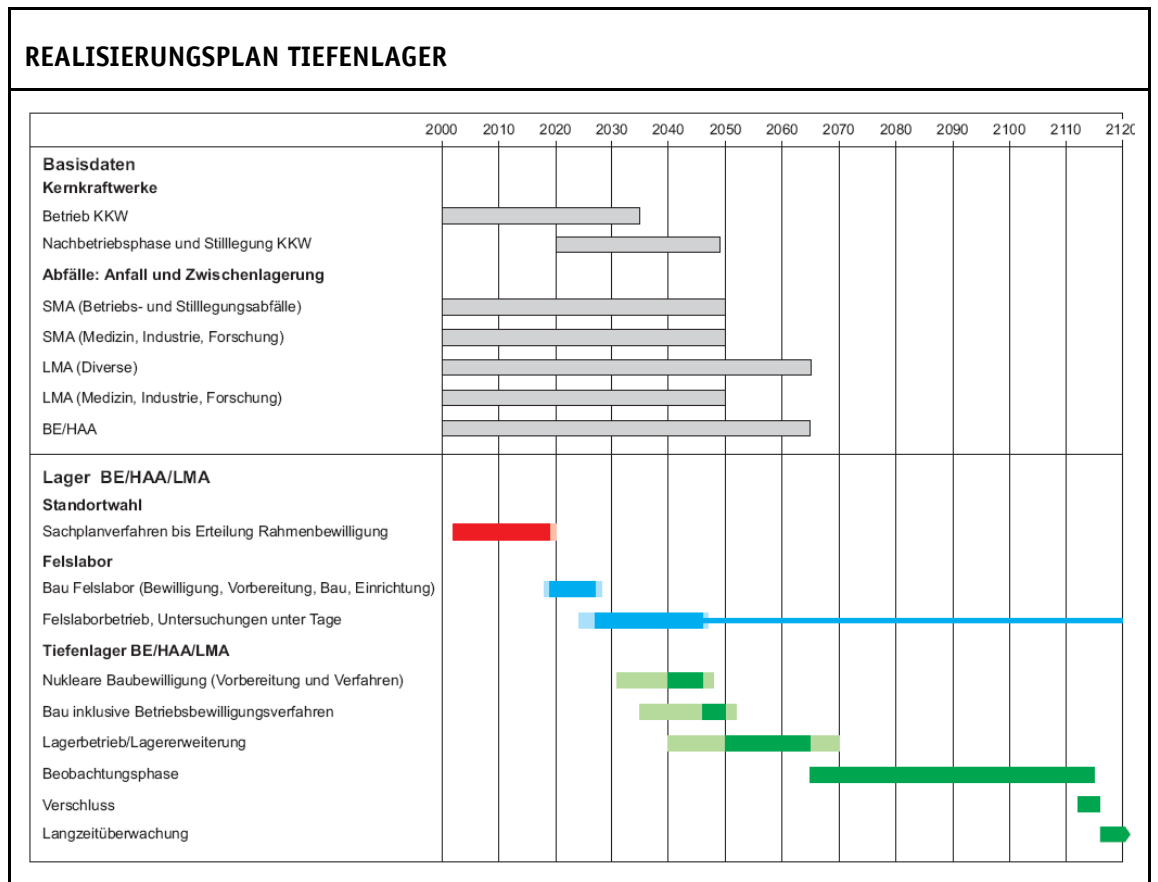 REALISIERUNGSPLAN TIEFENLAGER
2000 2010 2020 2030 2040 2050 2060 2070 2080 2090 2100 2110 2120
Basisdaten
Kernkraftwerke
Betrieb KKW
Nachbetriebsphase und Stilllegung KKW
Abfälle: Anfall und Zwischenlagerung
SMA (Betriebs- und Stilllegungsabfälle)
SMA (Medizin, Industrie, Forschung)
LMA (Diverse)
LMA (Medizin, Industrie, Forschung)
BE/HAA
Lager BE/HAA/LMA
Standortwahl
Sachplanverfahren bis Erteilung Rahmenbewilligung
Felslabor
Bau Felslabor (Bewilligung, Vorbereitung, Bau, Einrichtung)
Felslaborbetrieb, Untersuchungen unter Tage
Tiefenlager BE/HAA/LMA
Nukleare Baubewilligung (Vorbereitung und Verfahren)
Bau inklusive Betriebsbewilligungsverfahren
Lagerbetrieb/Lagererweiterung
Beobachtungsphase
Verschluss
Langzeitüberwachung